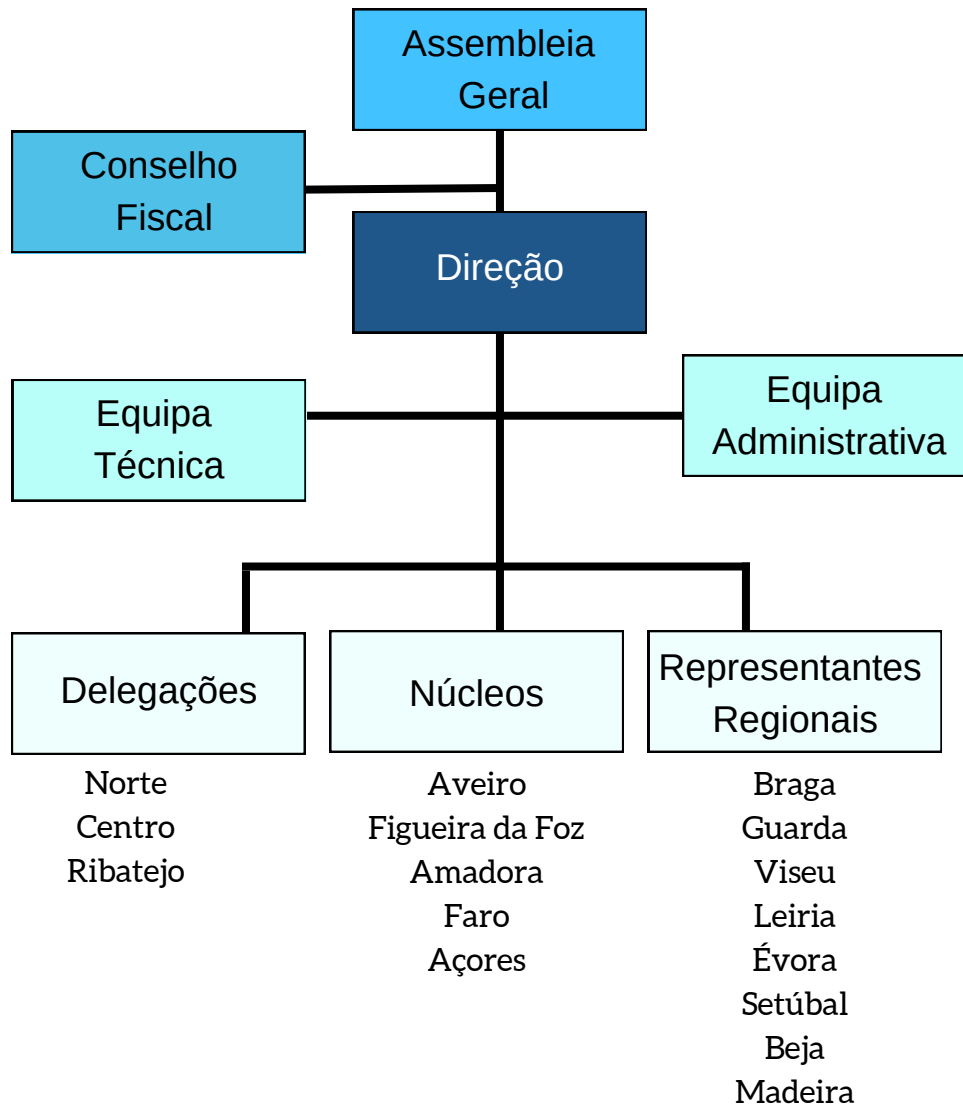 Assembleia
Geral
Conselho
Fiscal
Direção
Equipa
Técnica
Equipa
Administrativa
Delegações
Norte
Centro
Ribatejo
Núcleos
Aveiro
Figueira da Foz
Amadora
Faro
Açores
Representantes
Regionais
Braga
Guarda
Viseu
Leiria
Évora
Setúbal
Beja
Madeira